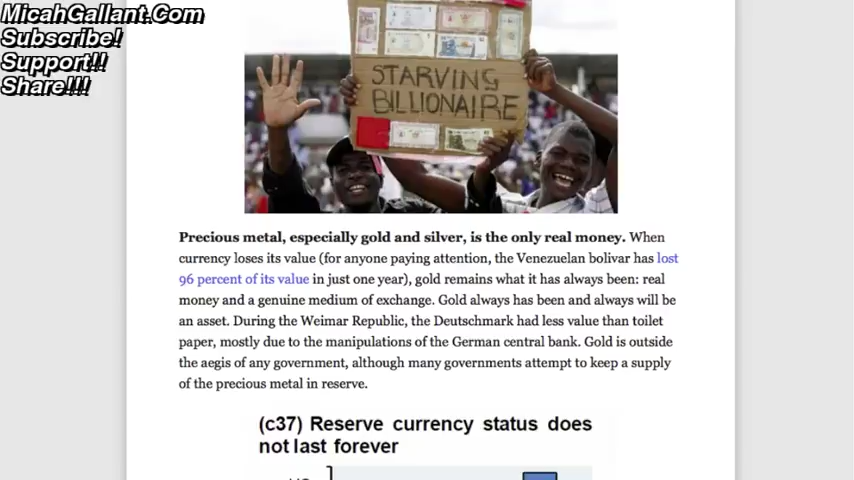 MicahGallant.Com
Subscribe!
Support!!
Share!!!
STARVING
BILLIONAIRE
Precious metal, especially gold and silver, is the only real money. When
currency loses its value (for anyone paying attention, the Venezuelan bolivar has lost
96 percent of its value in just one year), gold remains what it has always been: real
money and a genuine medium of exchange. Gold always has been and always will be
an asset. During the Weimar Republic, the Deutschmark had less value than toilet
paper, mostly due to the manipulations of the German central bank. Gold is outside
the aegis of any government, although many governments attempt to keep a supply
of the precious metal in reserve.
(c37) Reserve currency status does
not last forever